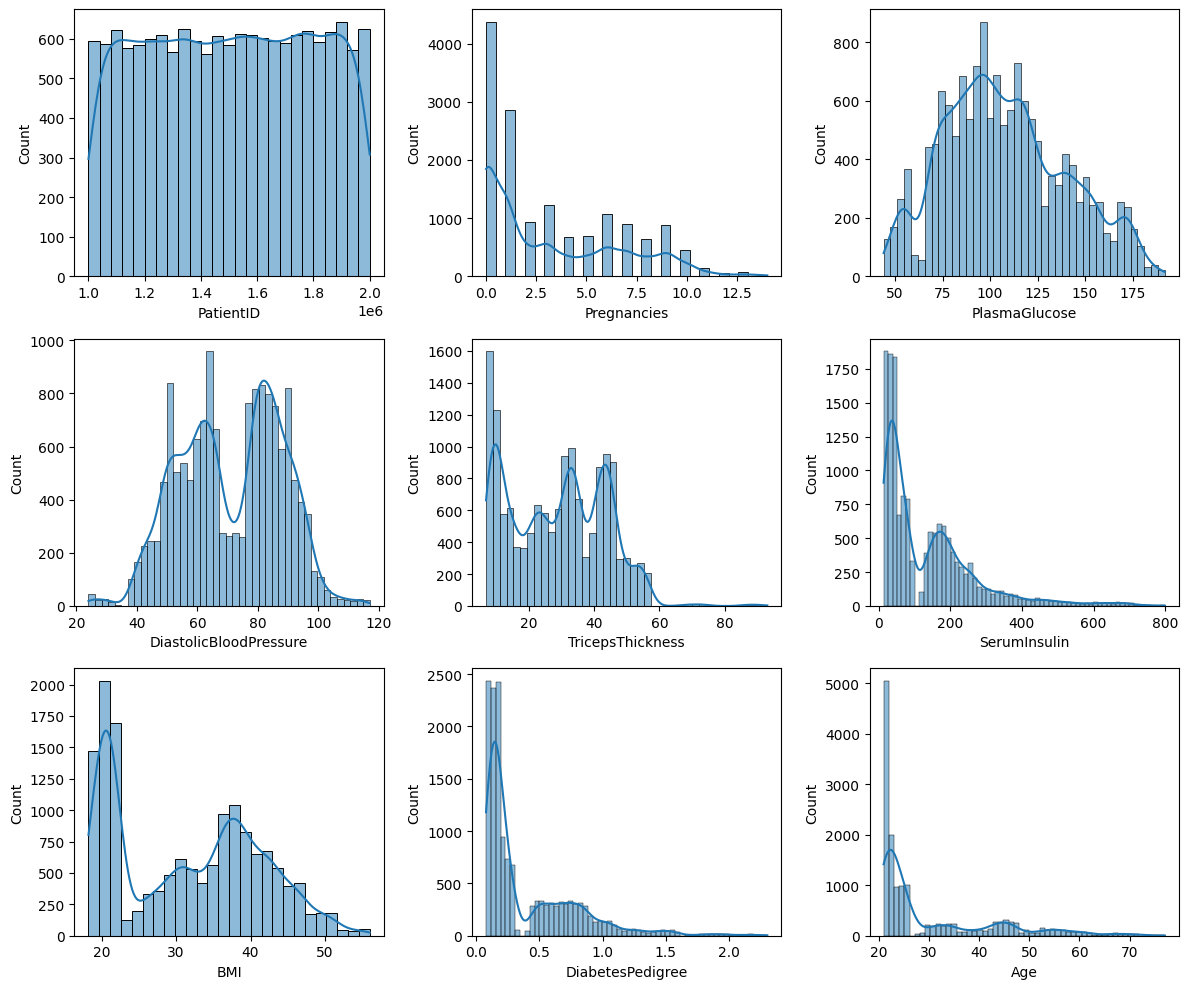 Count
600
500
400
300
200
100
0
1.0 1.2 1.4 1.6 1.8 2.0
1e6
PatientID
Count
4000
3000
2000
1000
0
0.0 2.5 5.0 7.5 10.0 12.5
Pregnancies
Count
800
600
400
200
0
50 75 100 125 150 175
PlasmaGlucose
Count
1000
800
600
400
200
0
20 40 60 80 100 120
DiastolicBloodPressure
Count
1600
1400
1200
1000
800
600
400
200
0
20 40 60 80
TricepsThickness
Count
1750
1500
1250
1000
750
500
250
0
0 200 400 600 800
SerumInsulin
Count
2000
1750
1500
1250
1000
750
500
250
0
20 30 40 50
BMI
Count
2500
2000
1500
1000
500
0
0.0 0.5 1.0 1.5 2.0
DiabetesPedigree
Count
5000
4000
3000
2000
1000
0
20 30 40 50 60 70
Age